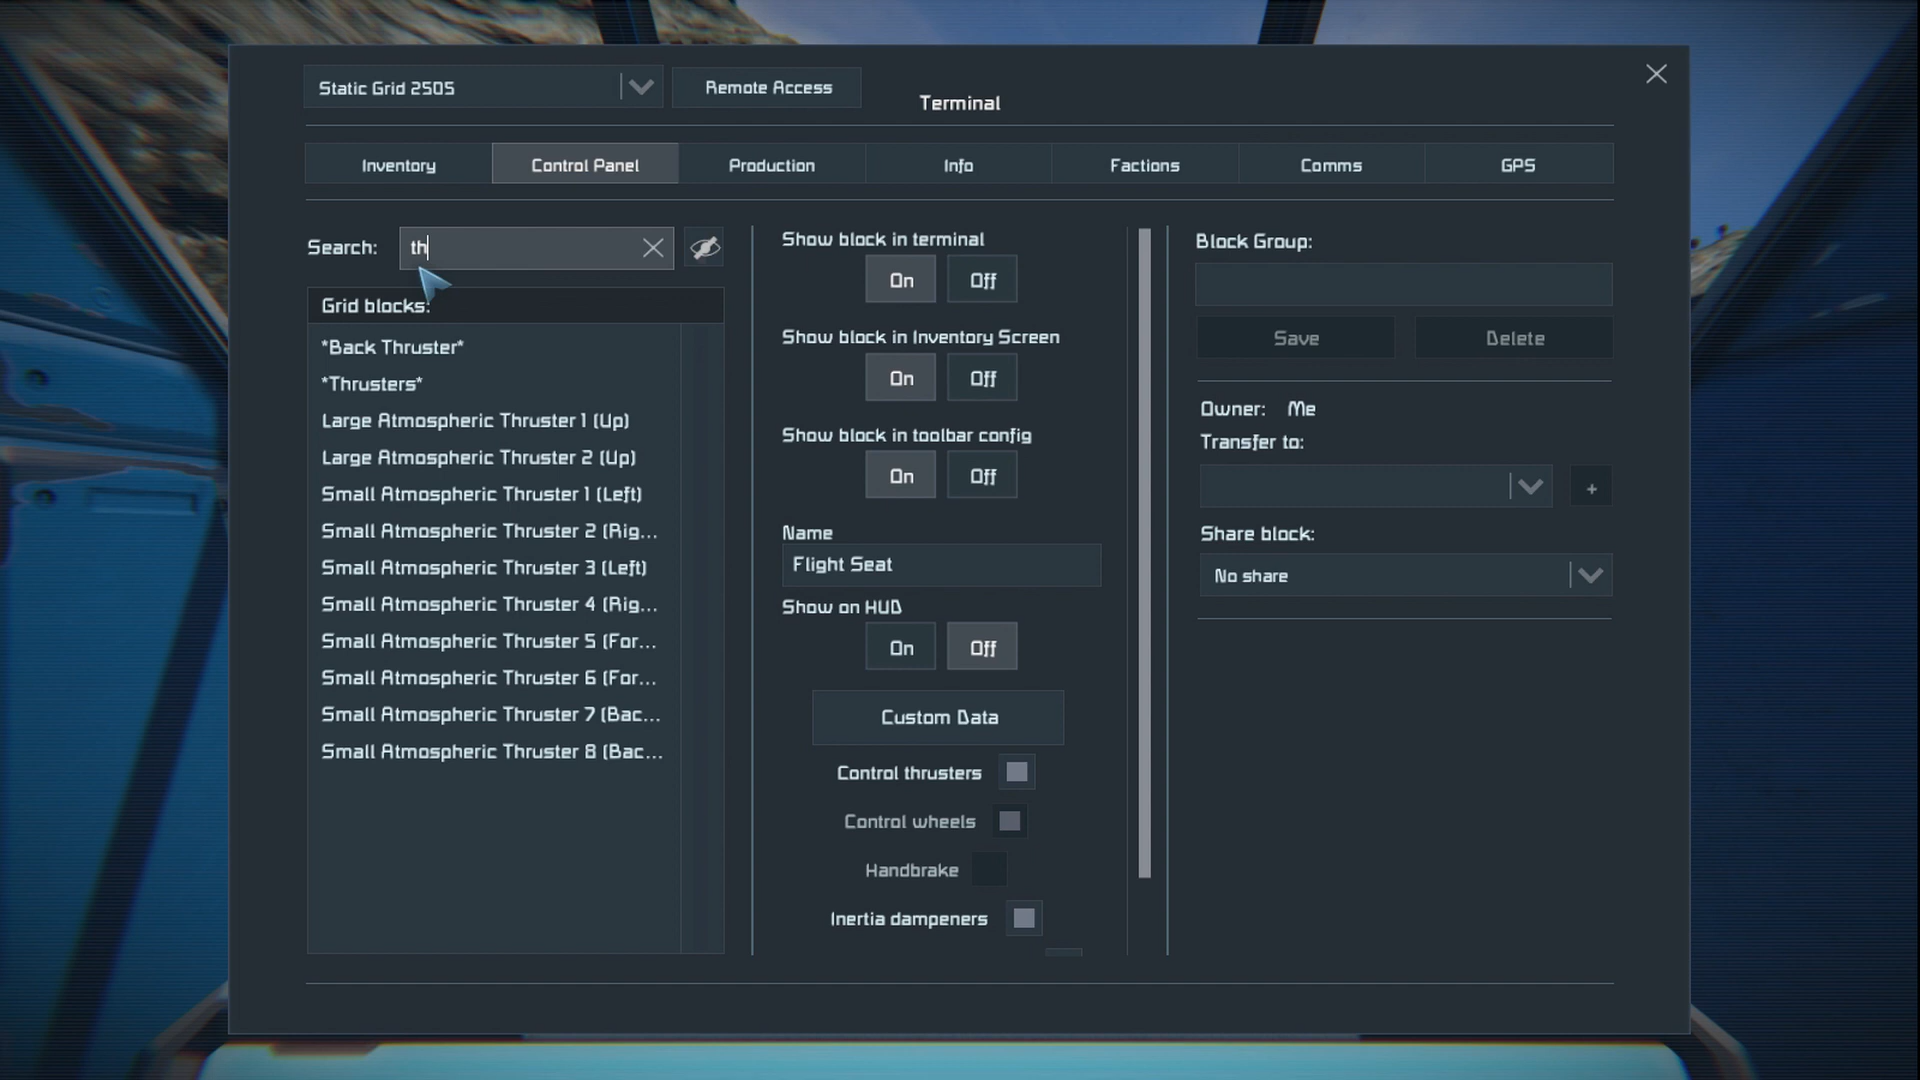 Static Grid 2505
Remote Access
Terminal
Inventory
Control Panel
Production
Info
Factions
Comms
GPS
Search:
th
Grid blocks:
*Back Thruster*
*Thrusters*
Large Atmospheric Thruster 1 (Up)
Large Atmospheric Thruster 2 (Up)
Small Atmospheric Thruster 1 (Left)
Small Atmospheric Thruster 2 (Rig...
Small Atmospheric Thruster 3 (Left)
Small Atmospheric Thruster 4 (Rig...
Small Atmospheric Thruster 5 (For...
Small Atmospheric Thruster 6 (For...
Small Atmospheric Thruster 7 (Bac...
Small Atmospheric Thruster 8 (Bac...
Show block in terminal
On Off
Show block in Inventory Screen
On Off
Show block in toolbar config
On Off
Name
Flight Seat
Show on HUD
On Off
Custom Data
Control thrusters
Control wheels
Handbrake
Inertia dampeners
Block Group:
Save Delete
Owner: Me
Transfer to:
+
Share block:
No share